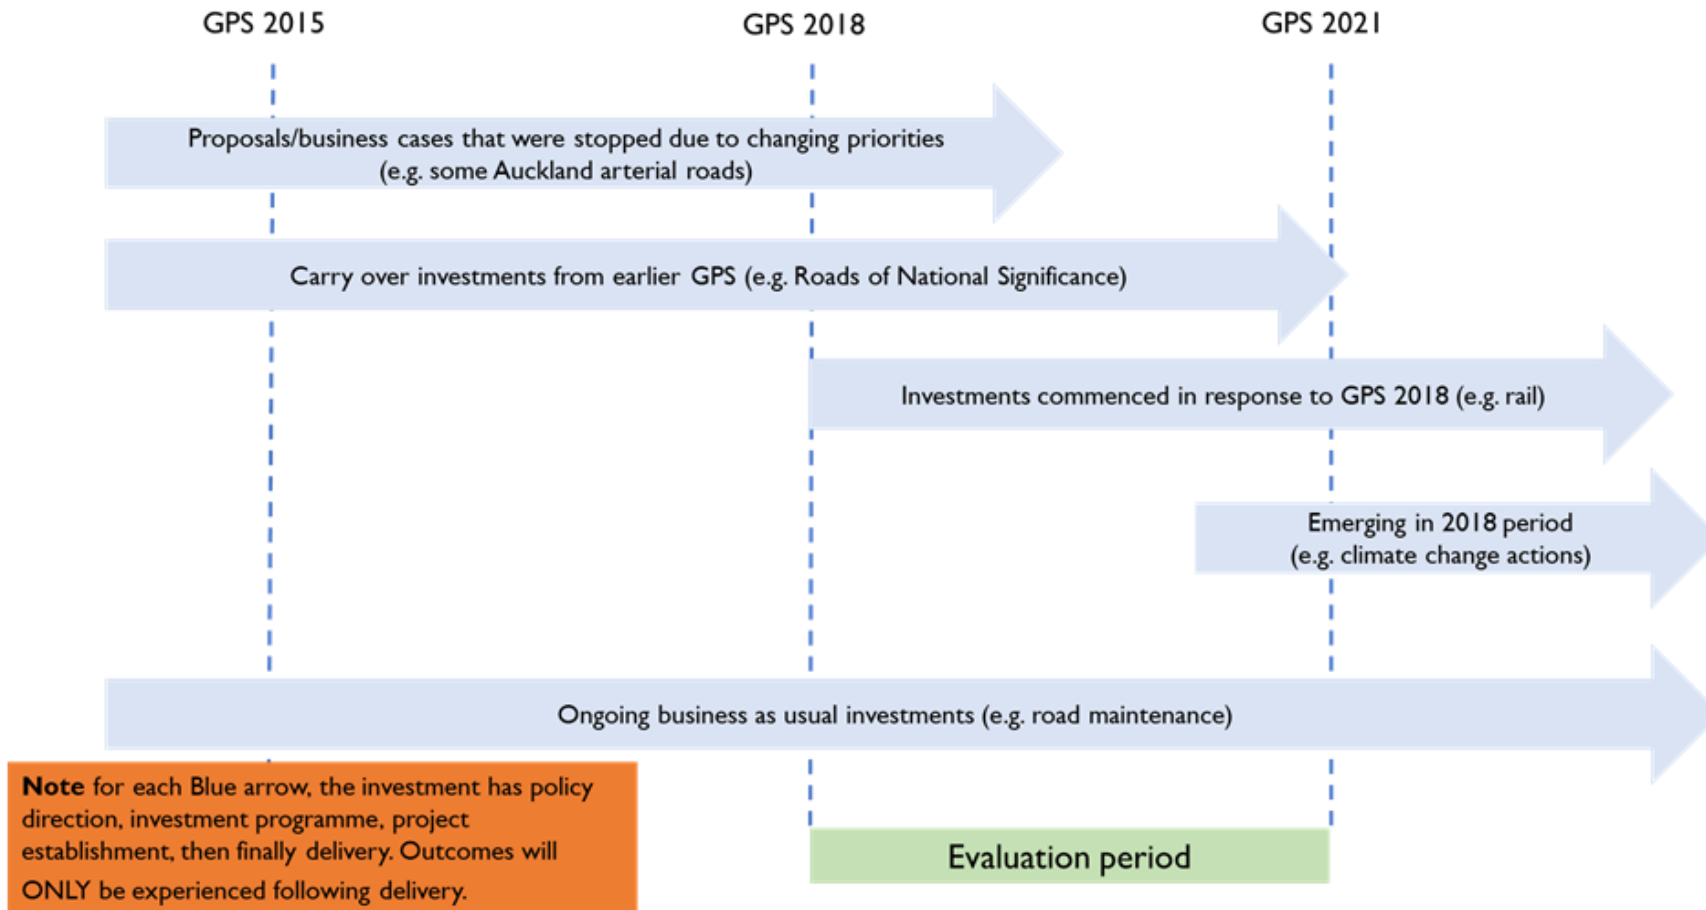 GPS 2015
GPS 2018
GPS 2021
Proposals/business cases that were stopped due to changing priorities
(e.g. some Auckland arterial roads)
Carry over investments from earlier GPS (e.g. Roads of National Significance)
Investments commenced in response to GPS 2018 (e.g. rail)
Emerging in 2018 period
(e.g. climate change actions)
Ongoing business as usual investments (e.g. road maintenance)
Note for each Blue arrow, the investment has policy
direction, investment programme, project
establishment, then finally delivery. Outcomes will
ONLY be experienced following delivery.
Evaluation period